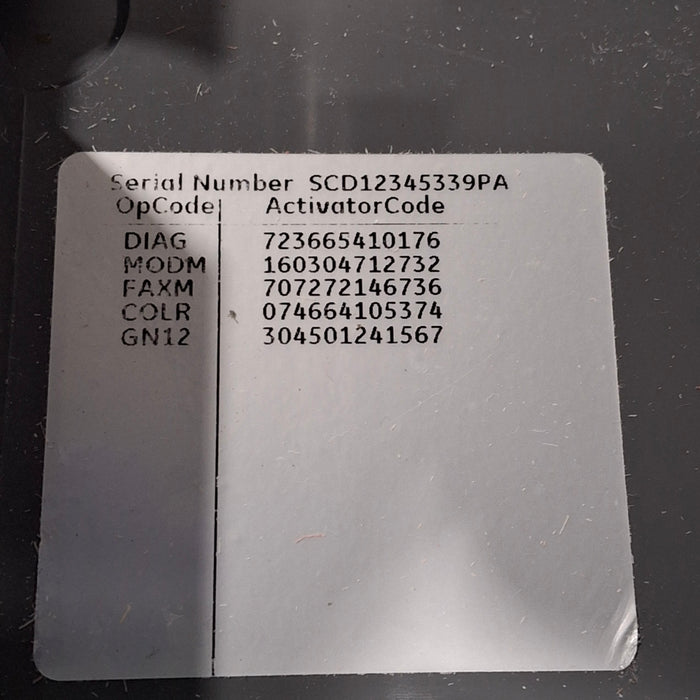 Serial Number SCD12345339PA
OpCode ActivatorCode
DIAG 723665410176
MODM 160304712732
FAXM 707272146736
COLR 074664105374
GN12 304501241567